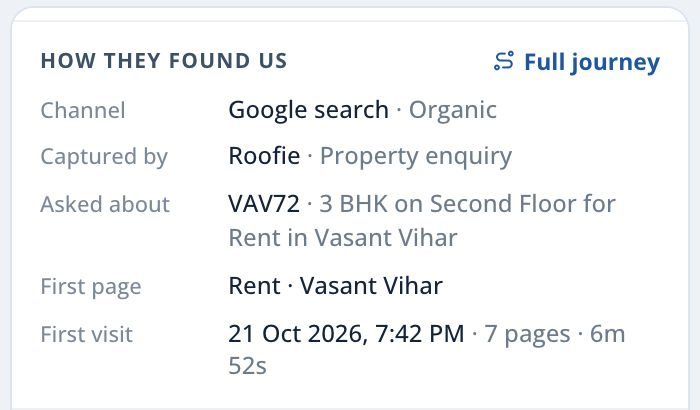 HOW THEY FOUND US
Full journey
Channel
Google search · Organic
Captured by
Roofie · Property enquiry
Asked about
VAV72 · 3 BHK on Second Floor for
Rent in Vasant Vihar
First page
Rent · Vasant Vihar
First visit
21 Oct 2026, 7:42 PM · 7 pages · 6m
52s